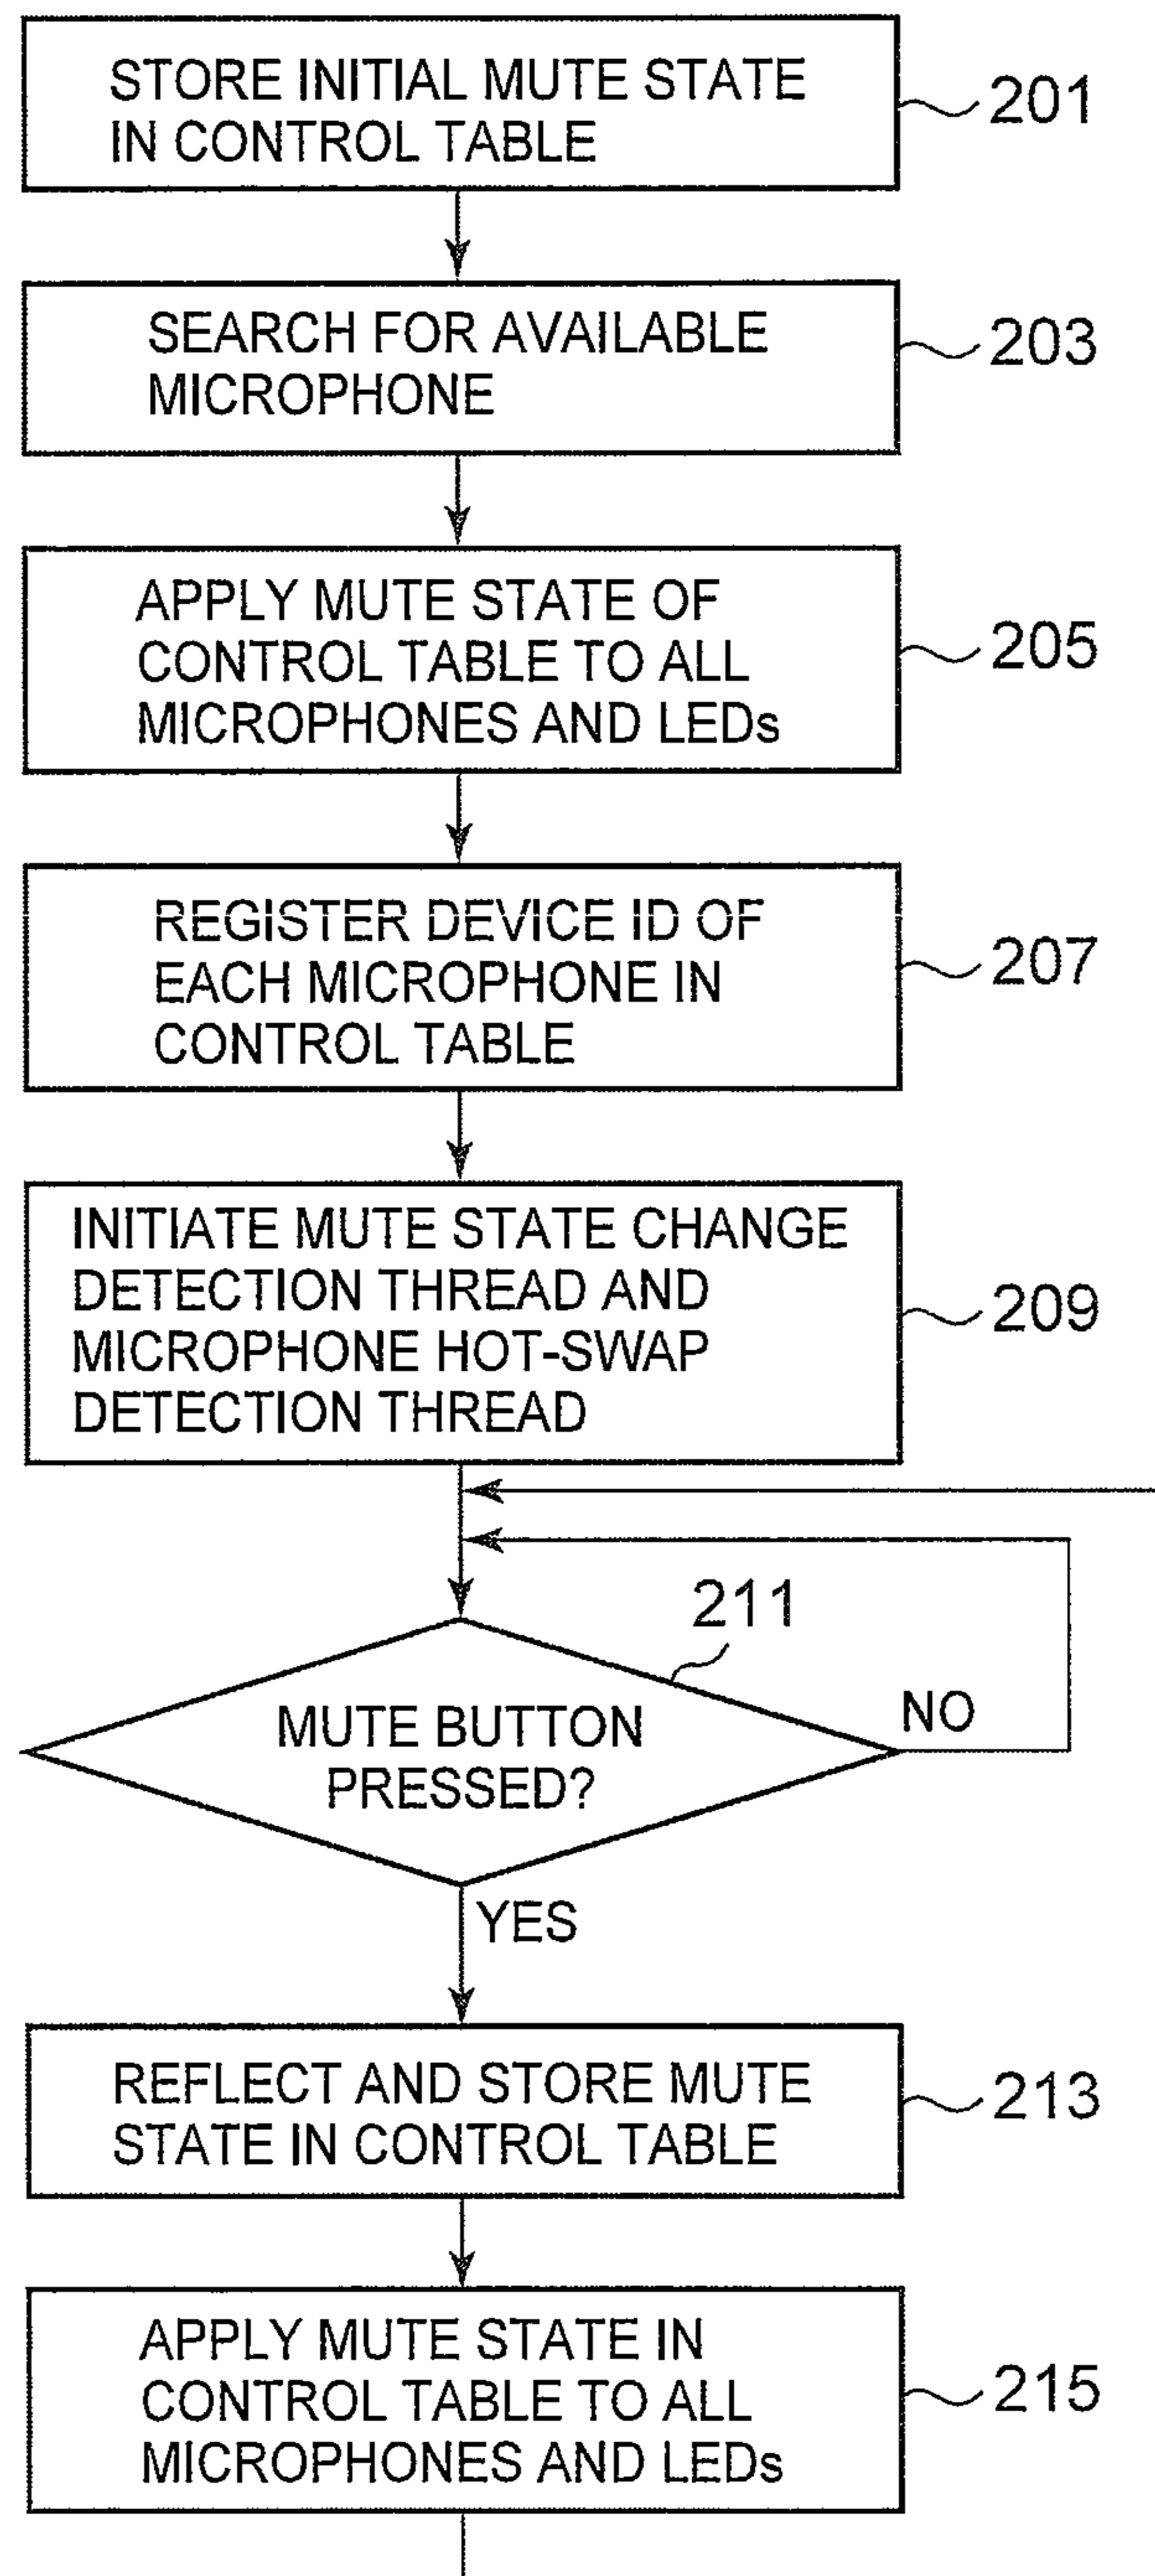 STORE INITIAL MUTE STATE
IN CONTROL TABLE
201
SEARCH FOR AVAILABLE
MICROPHONE
203
APPLY MUTE STATE OF
CONTROL TABLE TO ALL
MICROPHONES AND LEDs
205
REGISTER DEVICE ID OF
EACH MICROPHONE IN
CONTROL TABLE
207
INITIATE MUTE STATE CHANGE
DETECTION THREAD AND
MICROPHONE HOT-SWAP
DETECTION THREAD
209
211
MUTE BUTTON
PRESSED?
NO
YES
REFLECT AND STORE MUTE
STATE IN CONTROL TABLE
213
APPLY MUTE STATE IN
CONTROL TABLE TO ALL
MICROPHONES AND LEDs
215